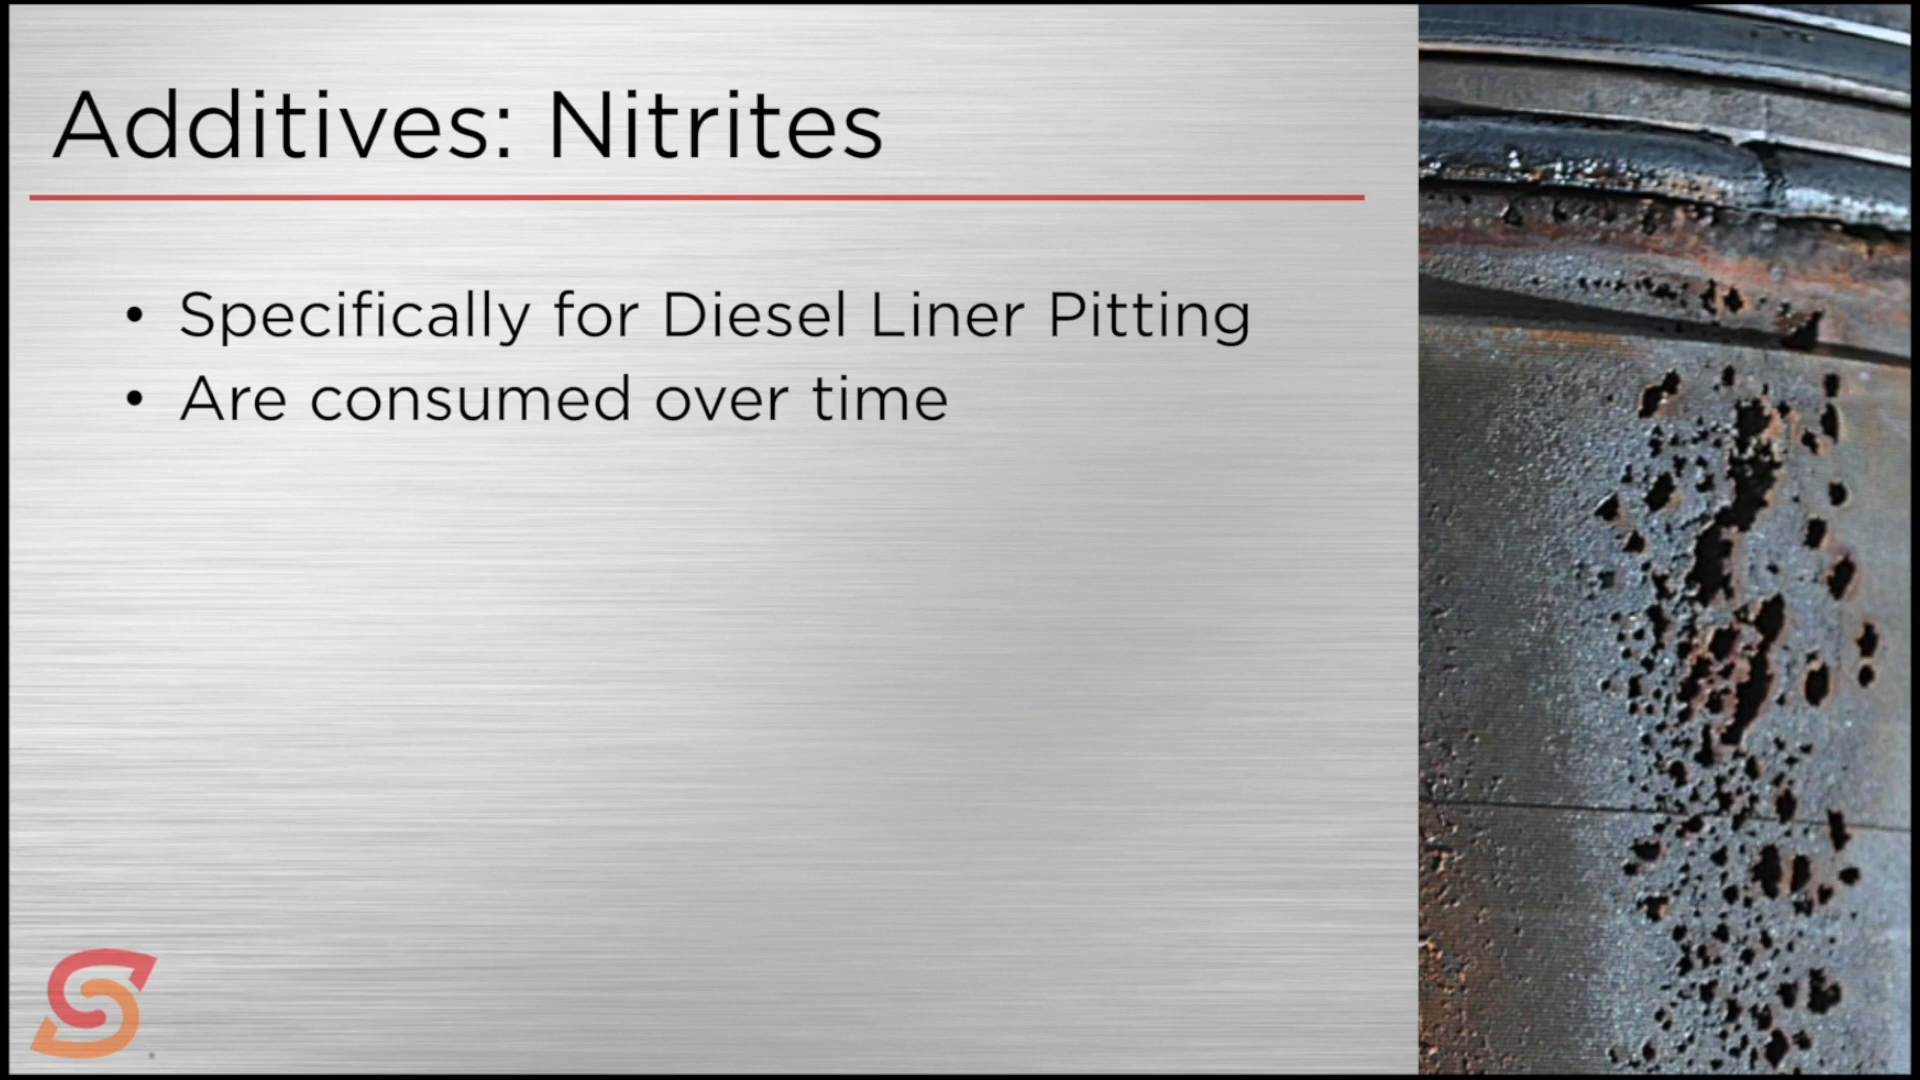 Additives: Nitrites
• Specifically for Diesel Liner Pitting
• Are consumed over time